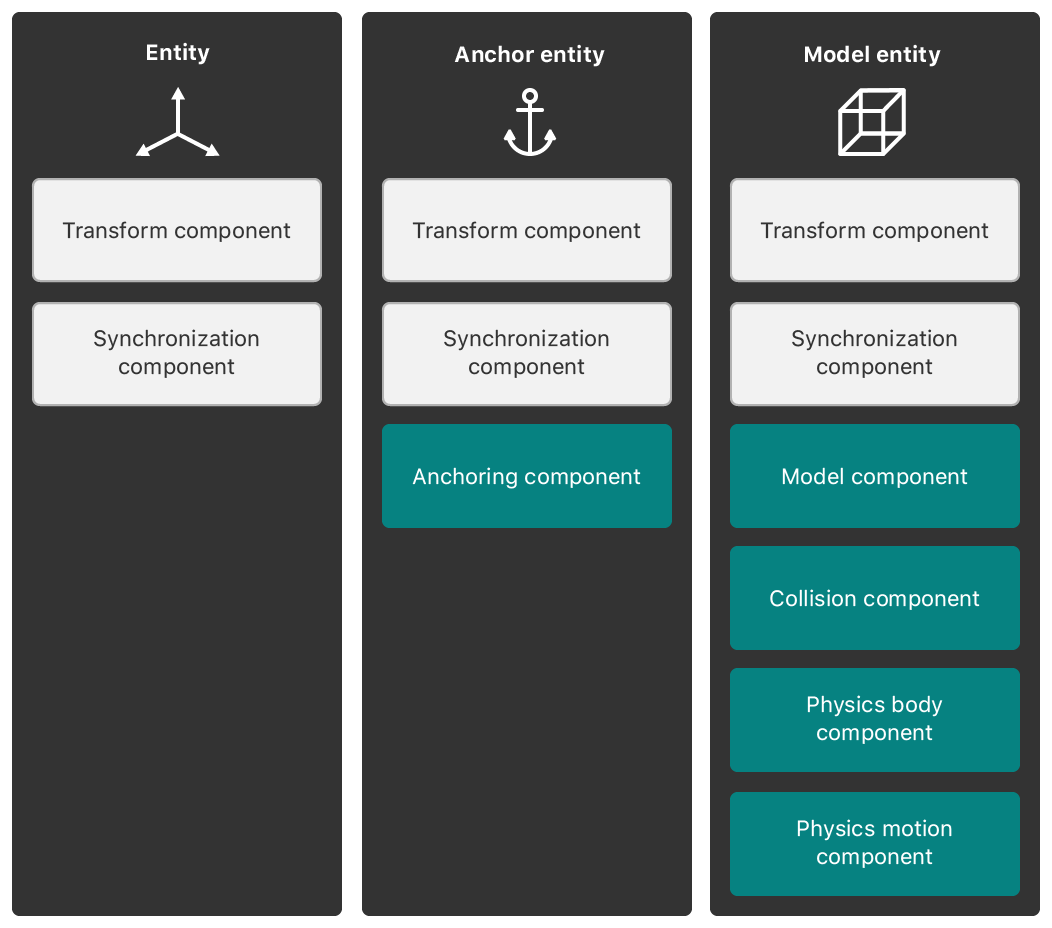 Entity
Transform component
Synchronization
component
Anchor entity
Transform component
Synchronization
component
Anchoring component
Model entity
Transform component
Synchronization
component
Model component
Collision component
Physics body
component
Physics motion
component